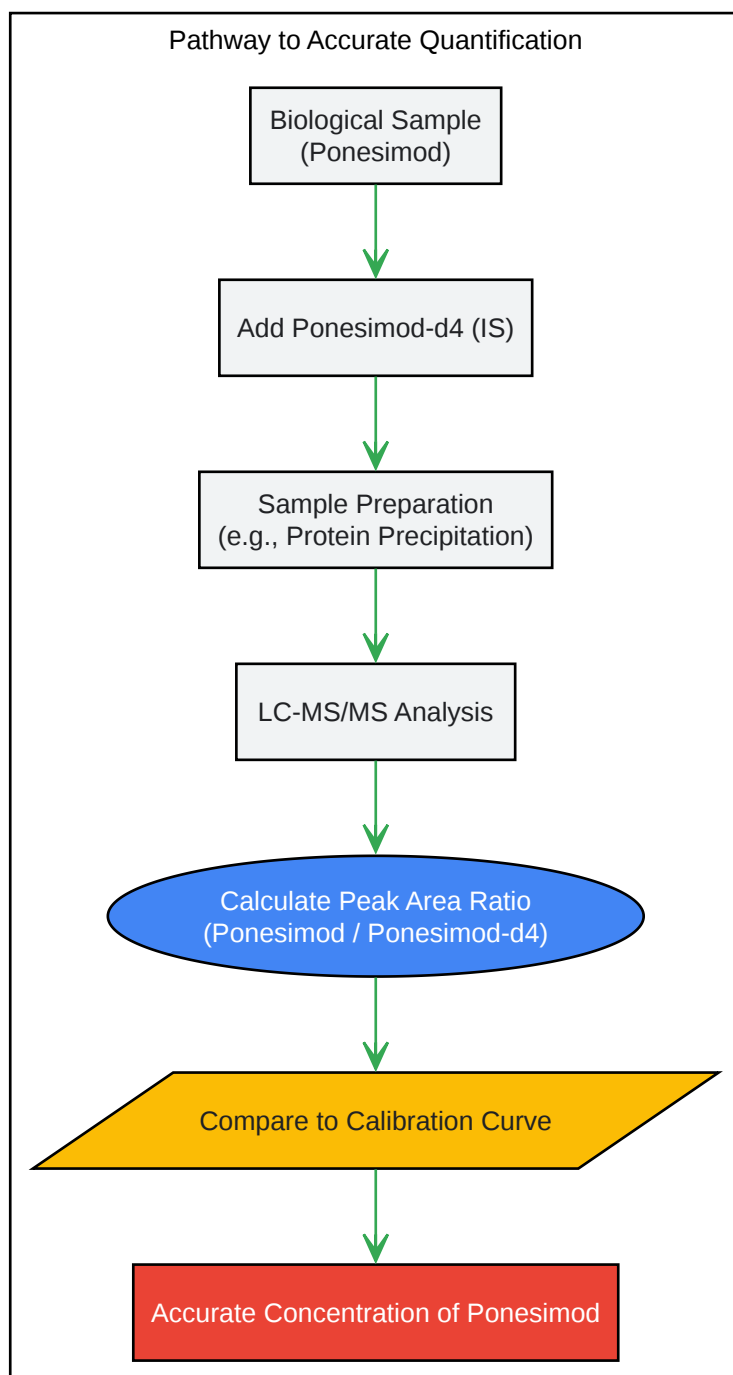 Pathway to Accurate Quantification
Biological Sample
(Ponesimod)
Add Ponesimod-d4 (IS)
Sample Preparation
(e.g., Protein Precipitation)
LC-MS/MS Analysis
Calculate Peak Area Ratio
(Ponesimod / Ponesimod-d4)
Compare to Calibration Curve
Accurate Concentration of Ponesimod